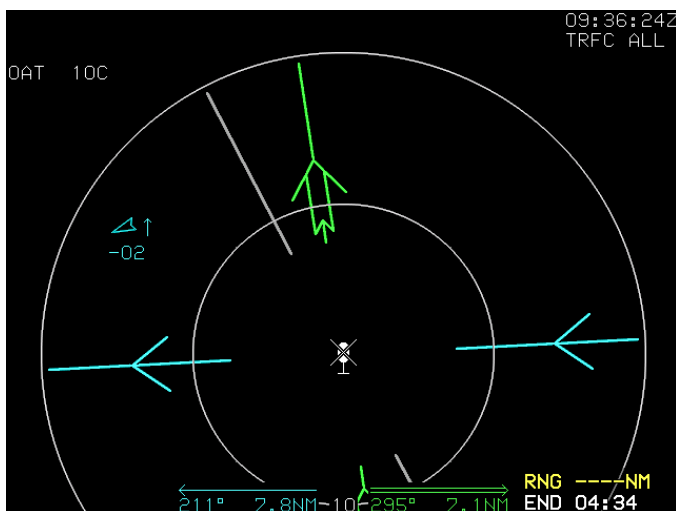 09:36:24Z
TRFC ALL
OAT 10C
-02
RNG ----NM
211° 7.8NM-10-295° 7.1NM
END 04:34